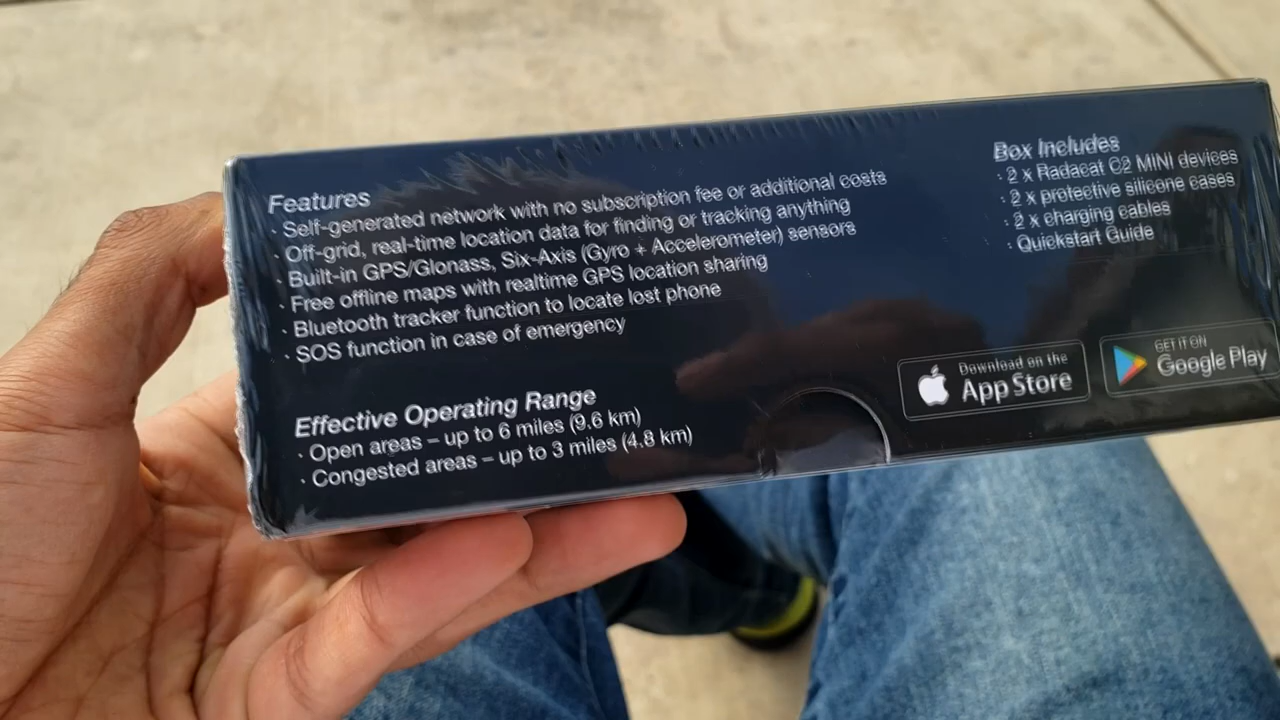 Features
· Self-generated network with no subscription fee or additional costs
· Off-grid, real-time location data for finding or tracking anything
· Built-in GPS/Glonass, Six-Axis (Gyro + Accelerometer) sensors
· Free offline maps with realtime GPS location sharing
· Bluetooth tracker function to locate lost phone
· SOS function in case of emergency
Effective Operating Range
· Open areas – up to 6 miles (9.6 km)
· Congested areas – up to 3 miles (4.8 km)
Box Includes
· 2 x Radacat C2 MINI devices
· 2 x protective silicone cases
· 2 x charging cables
· Quickstart Guide
Download on the
App Store
GET IT ON
Google Play